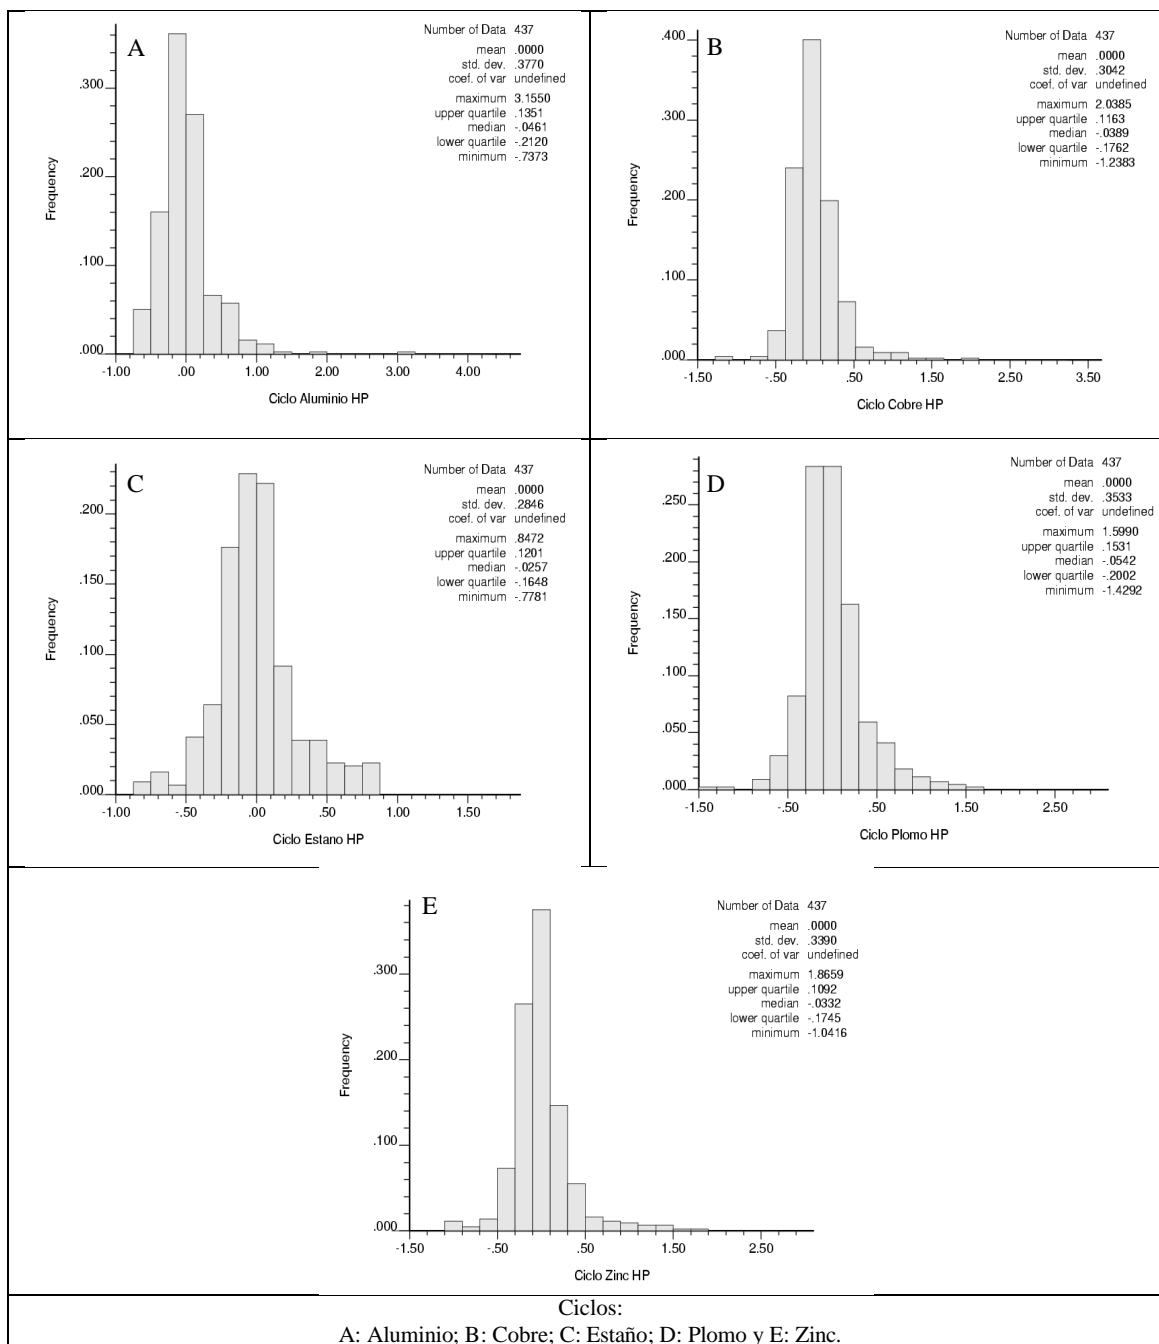 A
Number of Data 437
mean .0000
std. dev. .3770
coef. of var undefined
maximum 3.1550
upper quartile .1351
median -.0461
lower quartile -.2120
minimum -.7373
Frequency
.300
.200
.100
.000
-1.00 .00 1.00 2.00 3.00 4.00
Ciclo Aluminio HP
B
Number of Data 437
mean .0000
std. dev. .3042
coef. of var undefined
maximum 2.0385
upper quartile .1163
median -.0389
lower quartile -.1762
minimum -1.2383
Frequency
.400
.300
.200
.100
.000
-1.50 -.50 .50 1.50 2.50 3.50
Ciclo Cobre HP
C
Number of Data 437
mean .0000
std. dev. .2846
coef. of var undefined
maximum .8472
upper quartile .1201
median -.0257
lower quartile -.1648
minimum -.7781
Frequency
.200
.150
.100
.050
.000
-1.00 -.50 .00 .50 1.00 1.50
Ciclo Estano HP
D
Number of Data 437
mean .0000
std. dev. .3533
coef. of var undefined
maximum 1.5990
upper quartile .1531
median -.0542
lower quartile -.2002
minimum -1.4292
Frequency
.250
.200
.150
.100
.050
.000
-1.50 -.50 .50 1.50 2.50
Ciclo Plomo HP
E
Number of Data 437
mean .0000
std. dev. .3390
coef. of var undefined
maximum 1.8659
upper quartile .1092
median -.0332
lower quartile -.1745
minimum -1.0416
Frequency
.300
.200
.100
.000
-1.50 -.50 .50 1.50 2.50
Ciclo Zinc HP
Ciclos:
A: Aluminio; B: Cobre; C: Estaño; D: Plomo y E: Zinc.